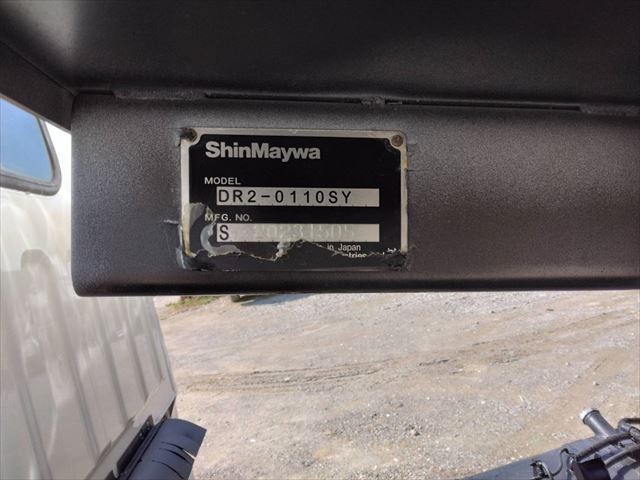 ShinMaywa
MODEL
DR2-0110SY
MFG. NO.
S
in Japan